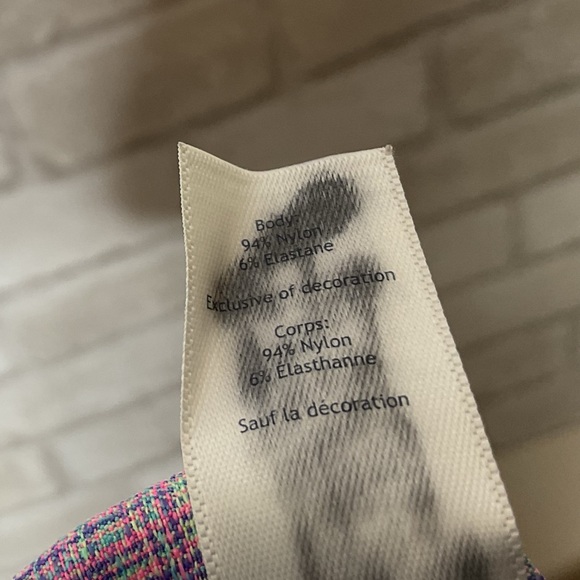 Body:
94% Nylon
6% Elastane
Exclusive of decoration
Corps:
94% Nylon
6% Élasthanne
Sauf la décoration